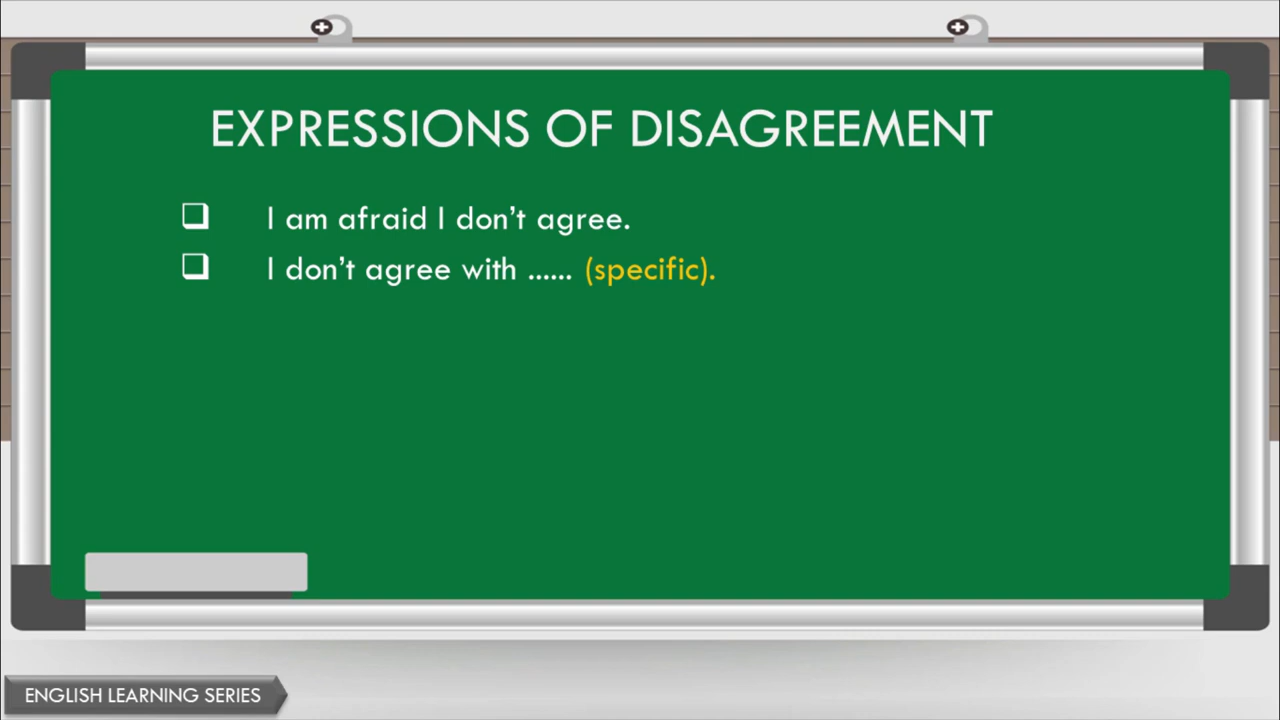 EXPRESSIONS OF DISAGREEMENT
❑ I am afraid I don’t agree.
❑ I don’t agree with ...... (specific).
ENGLISH LEARNING SERIES